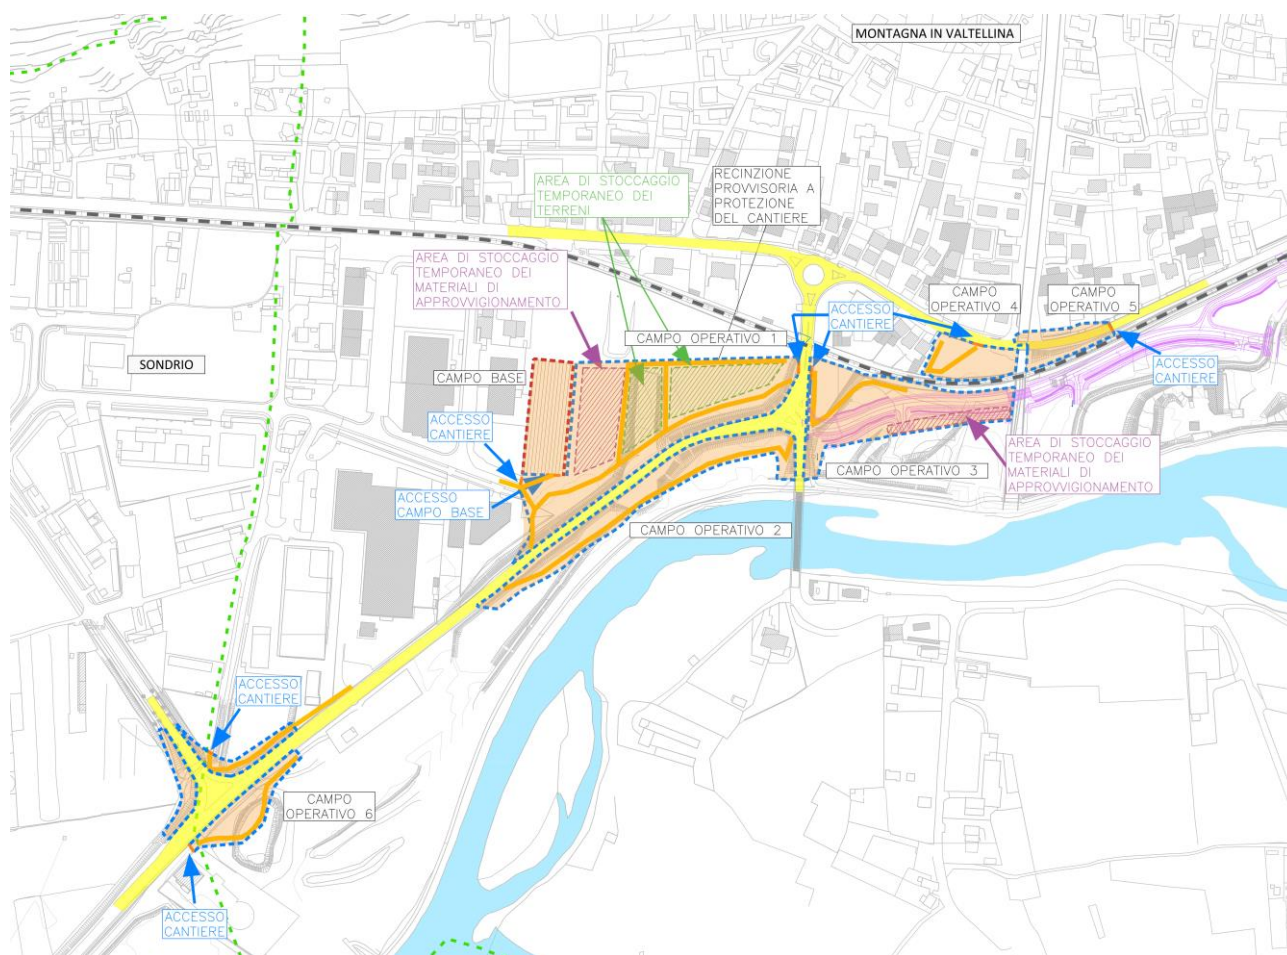 MONTAGNA IN VALTELLINA
AREA DI STOCCAGGIO
TEMPORANEO DEI
TERRENI
RECINZIONE
PROVVISORIA A
PROTEZIONE
DEL CANTIERE
AREA DI STOCCAGGIO
TEMPORANEO DEI
MATERIALI DI
APPROVVIGIONAMENTO
CAMPO
OPERATIVO 4
CAMPO
OPERATIVO 5
ACCESSO
CANTIERE
CAMPO OPERATIVO 1
SONDRIO
CAMPO BASE
ACCESSO
CANTIERE
ACCESSO
CANTIERE
AREA DI STOCCAGGIO
TEMPORANEO DEI
MATERIALI DI
APPROVVIGIONAMENTO
CAMPO OPERATIVO 3
ACCESSO
CAMPO BASE
CAMPO OPERATIVO 2
ACCESSO
CANTIERE
CAMPO
OPERATIVO 6
ACCESSO
CANTIERE